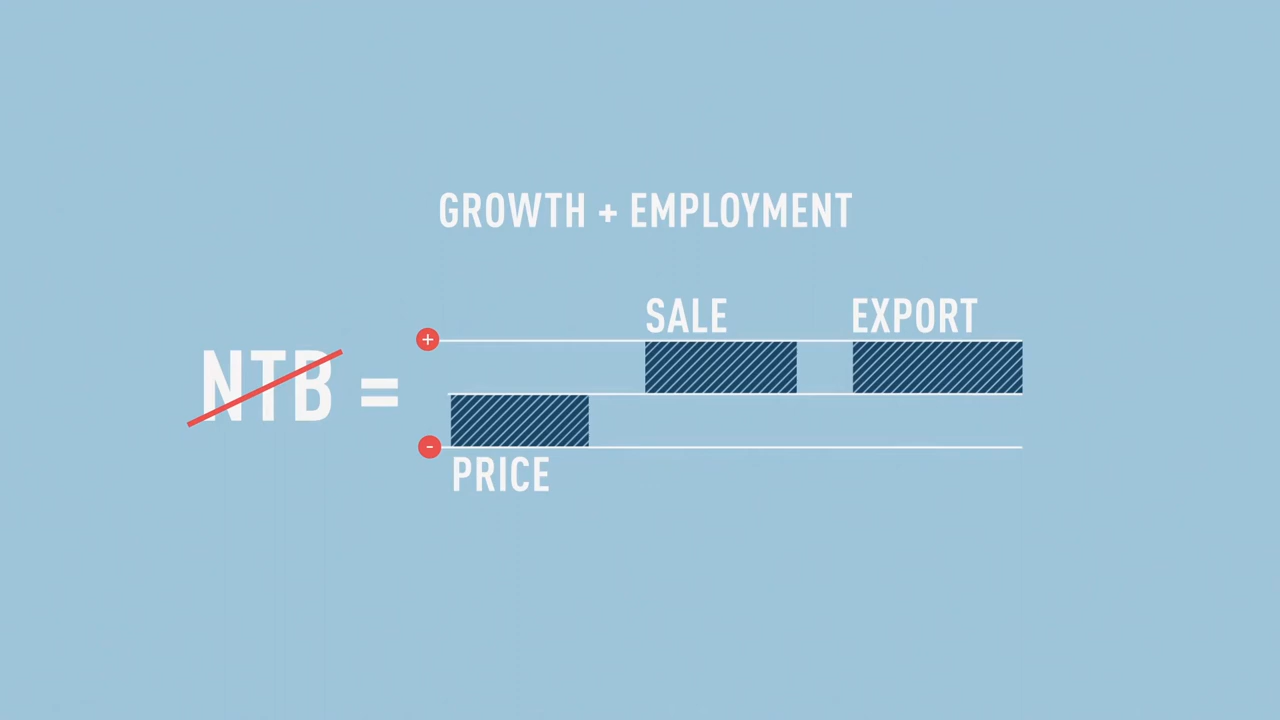 GROWTH + EMPLOYMENT
SALE EXPORT
+
NTB =
-
PRICE